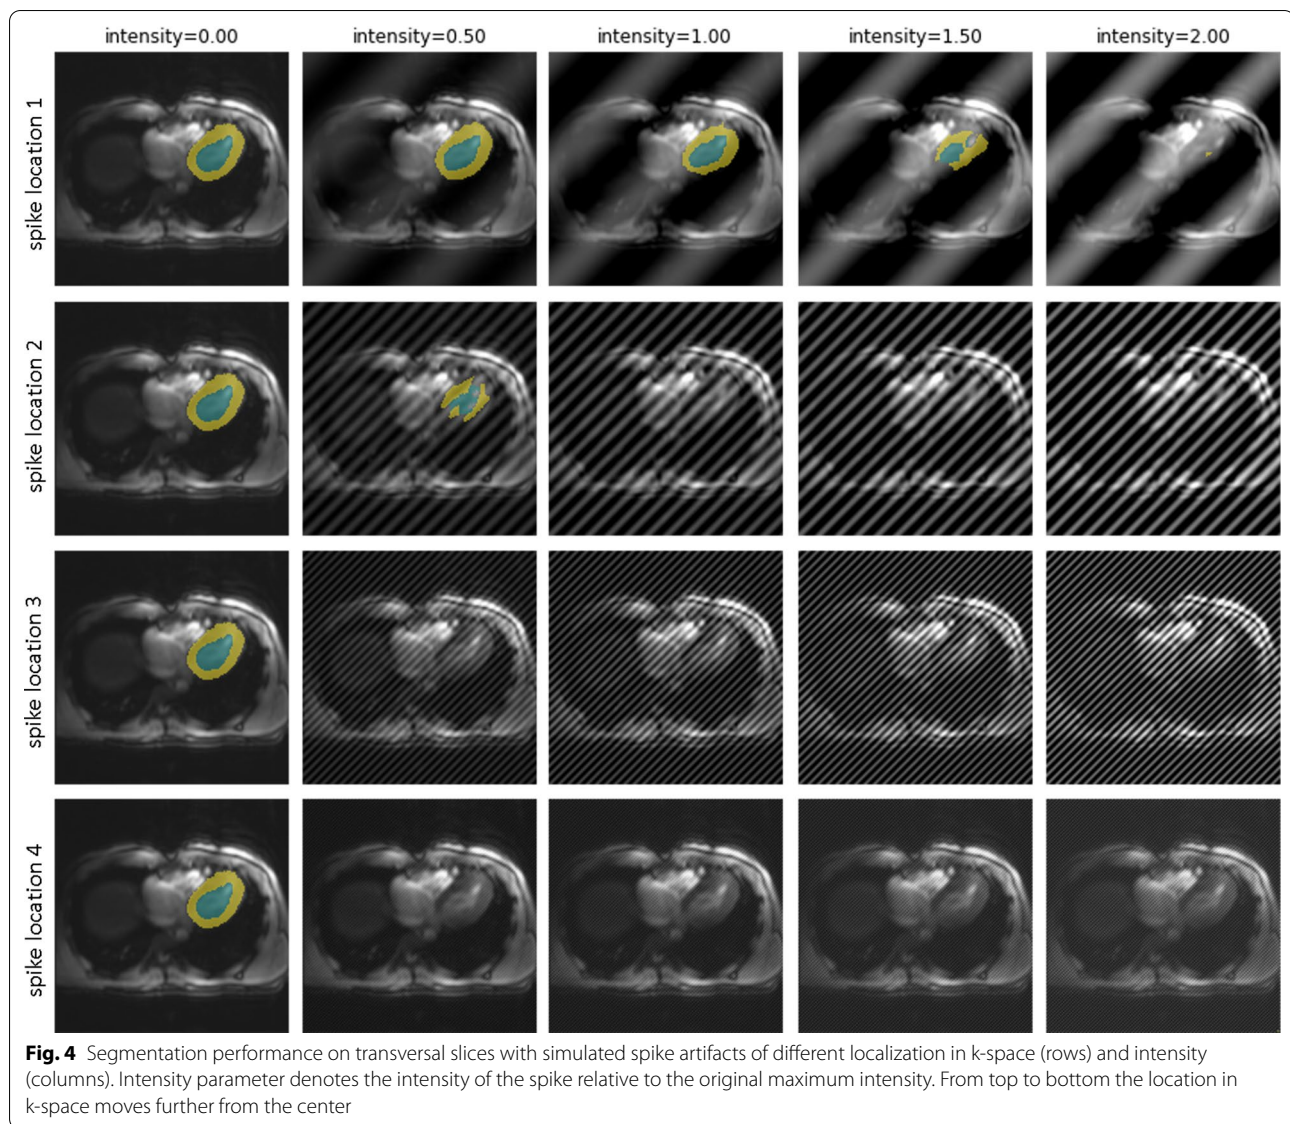 intensity=0.00 intensity=0.50 intensity=1.00 intensity=1.50 intensity=2.00
spike location 1
spike location 2
spike location 3
spike location 4
Fig. 4 Segmentation performance on transversal slices with simulated spike artifacts of different localization in k-space (rows) and intensity
(columns). Intensity parameter denotes the intensity of the spike relative to the original maximum intensity. From top to bottom the location in
k-space moves further from the center